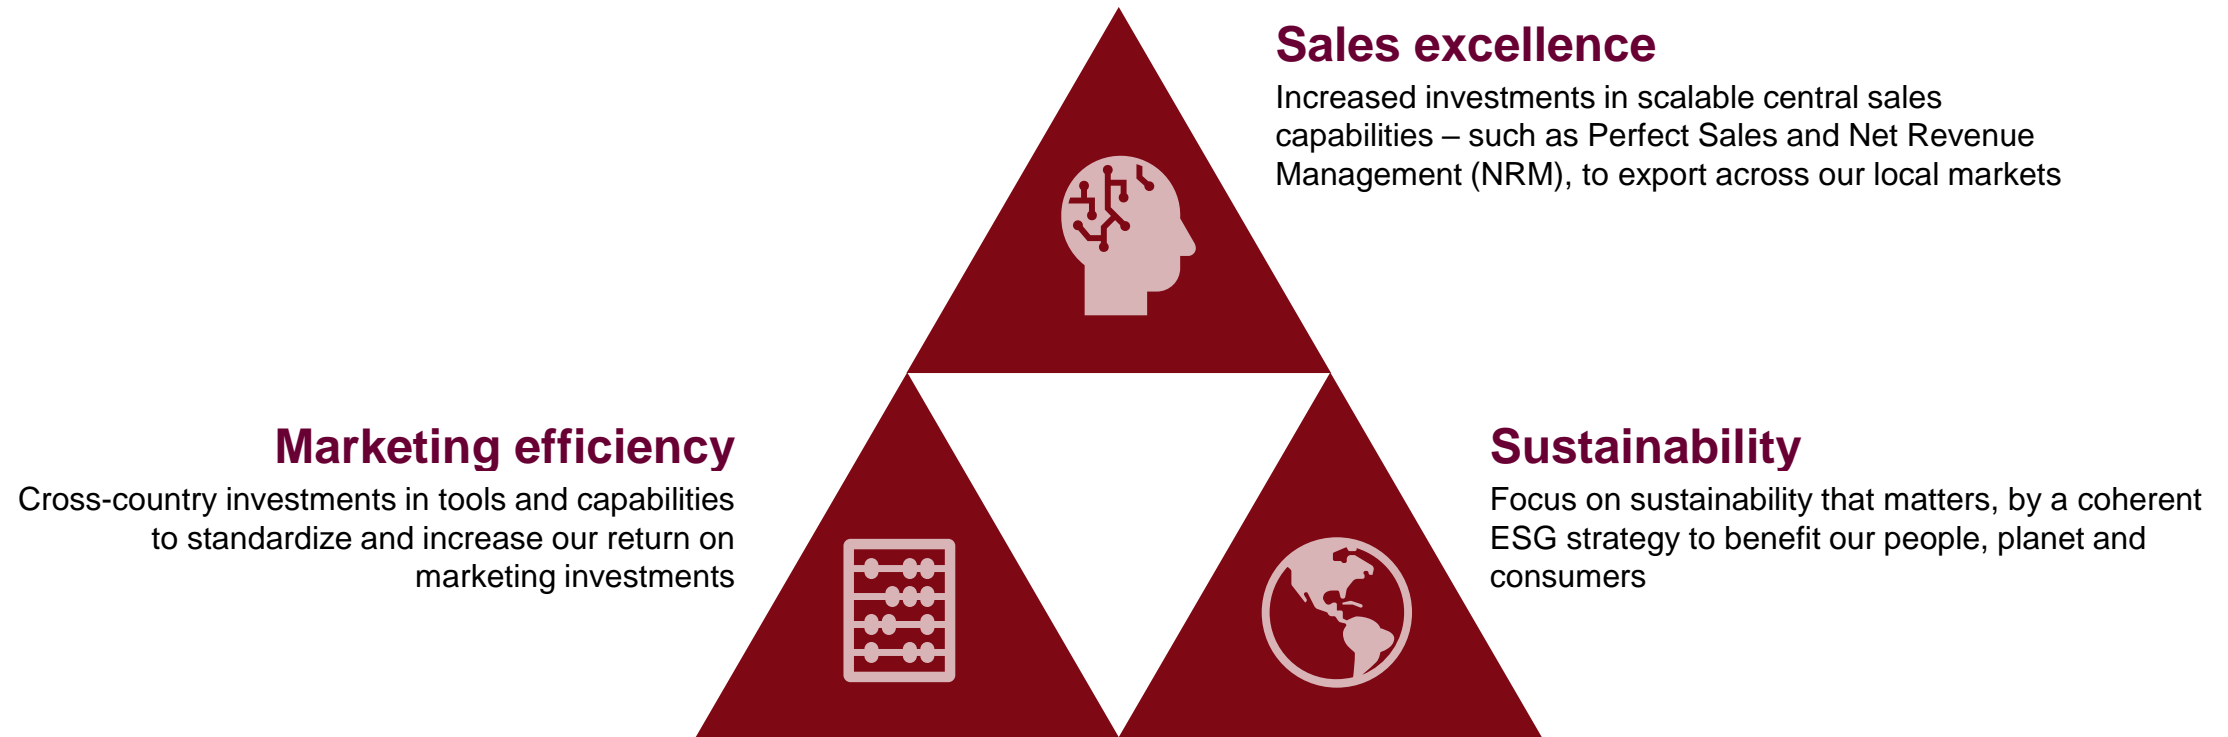 Sales excellence
Increased investments in scalable central sales
capabilities – such as Perfect Sales and Net Revenue
Management (NRM), to export across our local markets
Marketing efficiency
Cross-country investments in tools and capabilities
to standardize and increase our return on
marketing investments
Sustainability
Focus on sustainability that matters, by a coherent
ESG strategy to benefit our people, planet and
consumers